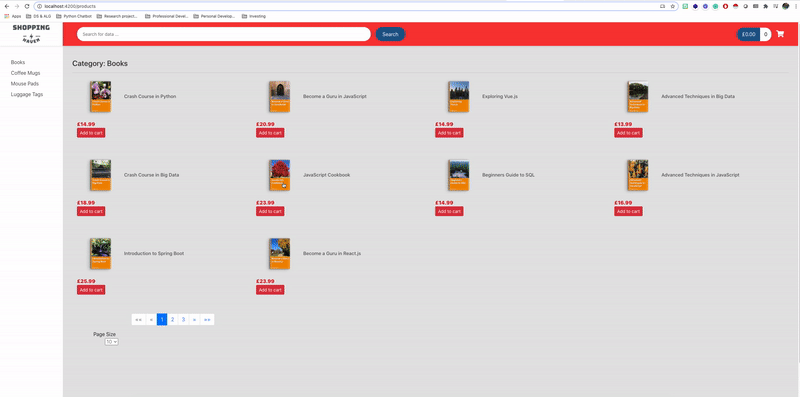 localhost:4200/products
Apps
DS & ALG
Python Chatbot
Research project...
Professional Devel...
Personal Develop...
Investing
SHOPPING
HAVEN
Search for data ...
Search
£0.00
0
Books
Coffee Mugs
Mouse Pads
Luggage Tags
Category: Books
Crash Course in Python
£14.99
Add to cart
Become a Guru in JavaScript
£20.99
Add to cart
Exploring Vue.js
£14.99
Add to cart
Advanced Techniques in Big Data
£13.99
Add to cart
Crash Course in Big Data
£18.99
Add to cart
JavaScript Cookbook
£23.99
Add to cart
Beginners Guide to SQL
£14.99
Add to cart
Advanced Techniques in JavaScript
£16.99
Add to cart
Introduction to Spring Boot
£25.99
Add to cart
Become a Guru in React.js
£23.99
Add to cart
«« « 1 2 3 » »»
Page Size
10